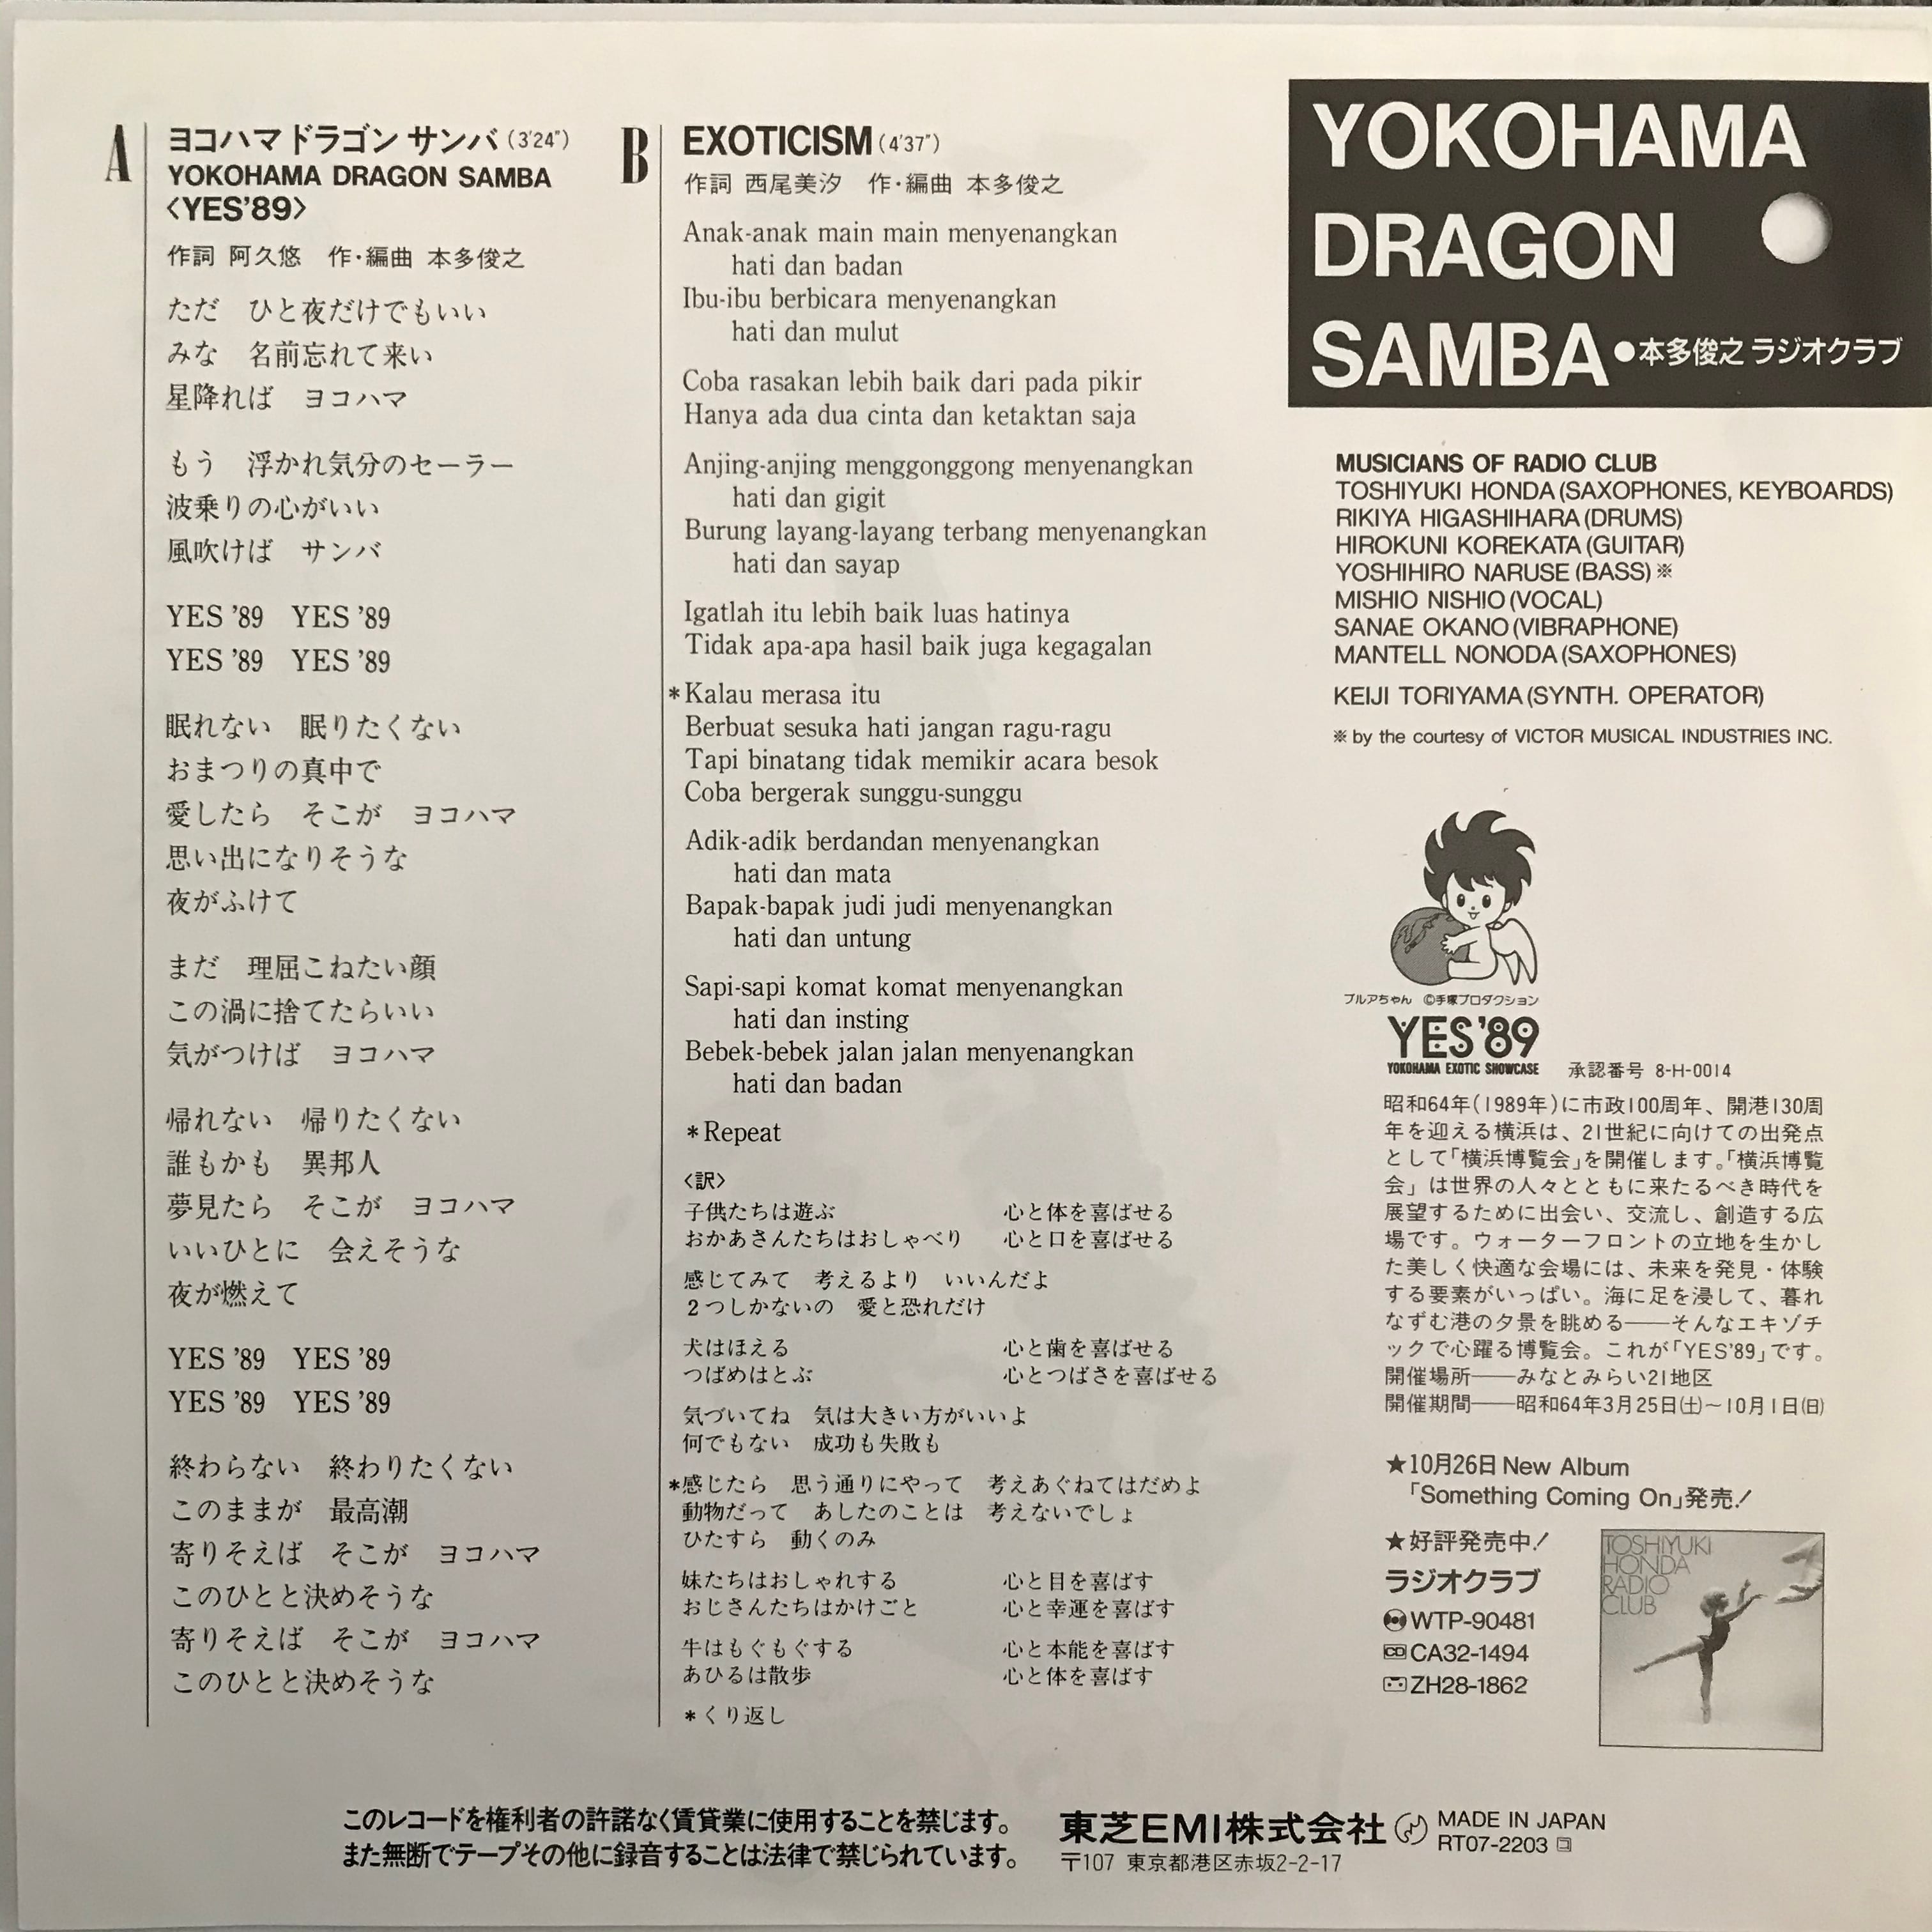 A
ヨコハマ ドラゴン サンバ（3'24"）
YOKOHAMA DRAGON SAMBA
〈YES'89〉
作詞 阿久悠　作・編曲 本多俊之
ただ　ひと夜だけでもいい
みな　名前忘れて来い
星降れば　ヨコハマ
もう　浮かれ気分のセーラー
波乗りの心がいい
風吹けば　サンバ
YES '89　YES '89
YES '89　YES '89
眠れない　眠りたくない
おまつりの真中で
愛したら　そこが　ヨコハマ
思い出になりそうな
夜がふけて
まだ　理屈こねたい顔
この渦に捨てたらいい
気がつけば　ヨコハマ
帰れない　帰りたくない
誰もかも　異邦人
夢見たら　そこが　ヨコハマ
いいひとに　会えそうな
夜が燃えて
YES '89　YES '89
YES '89　YES '89
終わらない　終わりたくない
このままが　最高潮
寄りそえば　そこが　ヨコハマ
このひとと決めそうな
寄りそえば　そこが　ヨコハマ
このひとと決めそうな
B
EXOTICISM（4'37"）
作詞 西尾美汐　作・編曲 本多俊之
Anak-anak main main menyenangkan
hati dan badan
Ibu-ibu berbicara menyenangkan
hati dan mulut
Coba rasakan lebih baik dari pada pikir
Hanya ada dua cinta dan ketaktan saja
Anjing-anjing menggonggong menyenangkan
hati dan gigit
Burung layang-layang terbang menyenangkan
hati dan sayap
Igatlah itu lebih baik luas hatinya
Tidak apa-apa hasil baik juga kegagalan
*Kalau merasa itu
Berbuat sesuka hati jangan ragu-ragu
Tapi binatang tidak memikir acara besok
Coba bergerak sunggu-sunggu
Adik-adik berdandan menyenangkan
hati dan mata
Bapak-bapak judi judi menyenangkan
hati dan untung
Sapi-sapi komat komat menyenangkan
hati dan insting
Bebek-bebek jalan jalan menyenangkan
hati dan badan
*Repeat
〈訳〉
子供たちは遊ぶ　心と体を喜ばせる
おかあさんたちはおしゃべり　心と口を喜ばせる
感じてみて　考えるより　いいんだよ
2つしかないの　愛と恐れだけ
犬はほえる　心と歯を喜ばせる
つばめはとぶ　心とつばさを喜ばせる
気づいてね　気は大きい方がいいよ
何でもない　成功も失敗も
*感じたら　思う通りにやって　考えあぐねてはだめよ
動物だって　あしたのことは　考えないでしょ
ひたすら　動くのみ
妹たちはおしゃれする　心と目を喜ばす
おじさんたちはかけごと　心と幸運を喜ばす
牛はもぐもぐする　心と本能を喜ばす
あひるは散歩　心と体を喜ばす
*くり返し
YOKOHAMA
DRAGON
SAMBA●本多俊之 ラジオクラブ
MUSICIANS OF RADIO CLUB
TOSHIYUKI HONDA (SAXOPHONES, KEYBOARDS)
RIKIYA HIGASHIHARA (DRUMS)
HIROKUNI KOREKATA (GUITAR)
YOSHIHIRO NARUSE (BASS)※
MISHIO NISHIO (VOCAL)
SANAE OKANO (VIBRAPHONE)
MANTELL NONODA (SAXOPHONES)
KEIJI TORIYAMA (SYNTH. OPERATOR)
※by the courtesy of VICTOR MUSICAL INDUSTRIES INC.
ブルアちゃん　©手塚プロダクション
YES'89
YOKOHAMA EXOTIC SHOWCASE
承認番号 8-H-0014
昭和64年(1989年)に市政100周年、開港130周
年を迎える横浜は、21世紀に向けての出発点
として「横浜博覧会」を開催します。「横浜博覧
会」は世界の人々とともに来たるべき時代を
展望するために出会い、交流し、創造する広
場です。ウォーターフロントの立地を生かし
た美しく快適な会場には、未来を発見・体験
する要素がいっぱい。海に足を浸して、暮れ
なずむ港の夕景を眺める——そんなエキゾチ
ックで心躍る博覧会。これが「YES'89」です。
開催場所——みなとみらい21地区
開催期間——昭和64年3月25日(土)～10月1日(日)
★10月26日 New Album
「Something Coming On」発売！
★好評発売中！
ラジオクラブ
WTP-90481
CD CA32-1494
ZH28-1862
TOSHIYUKI
HONDA
RADIO
CLUB
このレコードを権利者の許諾なく賃貸業に使用することを禁じます。
また無断でテープその他に録音することは法律で禁じられています。
東芝EMI株式会社
〒107 東京都港区赤坂2-2-17
MADE IN JAPAN
RT07-2203 回